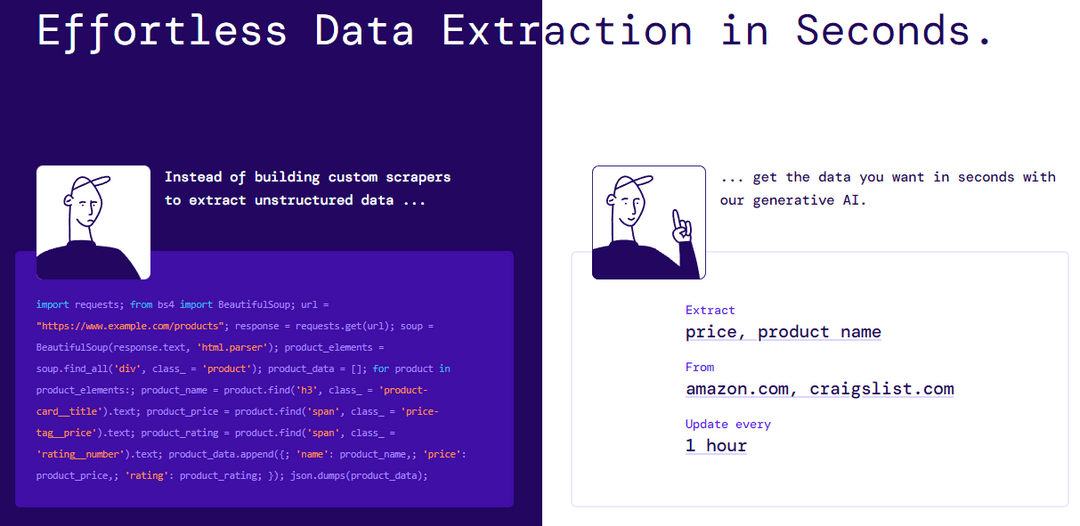 Effortless Data Extraction in Seconds.
Instead of building custom scrapers
to extract unstructured data ...
import requests; from bs4 import BeautifulSoup; url =
"https://www.example.com/products"; response = requests.get(url); soup =
BeautifulSoup(response.text, 'html.parser'); product_elements =
soup.find_all('div', class_ = 'product'); product_data = []; for product in
product_elements:; product_name = product.find('h3', class_ = 'product-
card__title').text; product_price = product.find('span', class_ = 'price-
tag__price').text; product_rating = product.find('span', class_ =
'rating__number').text; product_data.append({; 'name': product_name,; 'price':
product_price,; 'rating': product_rating; }); json.dumps(product_data);
... get the data you want in seconds with
our generative AI.
Extract
price, product name
From
amazon.com, craigslist.com
Update every
1 hour